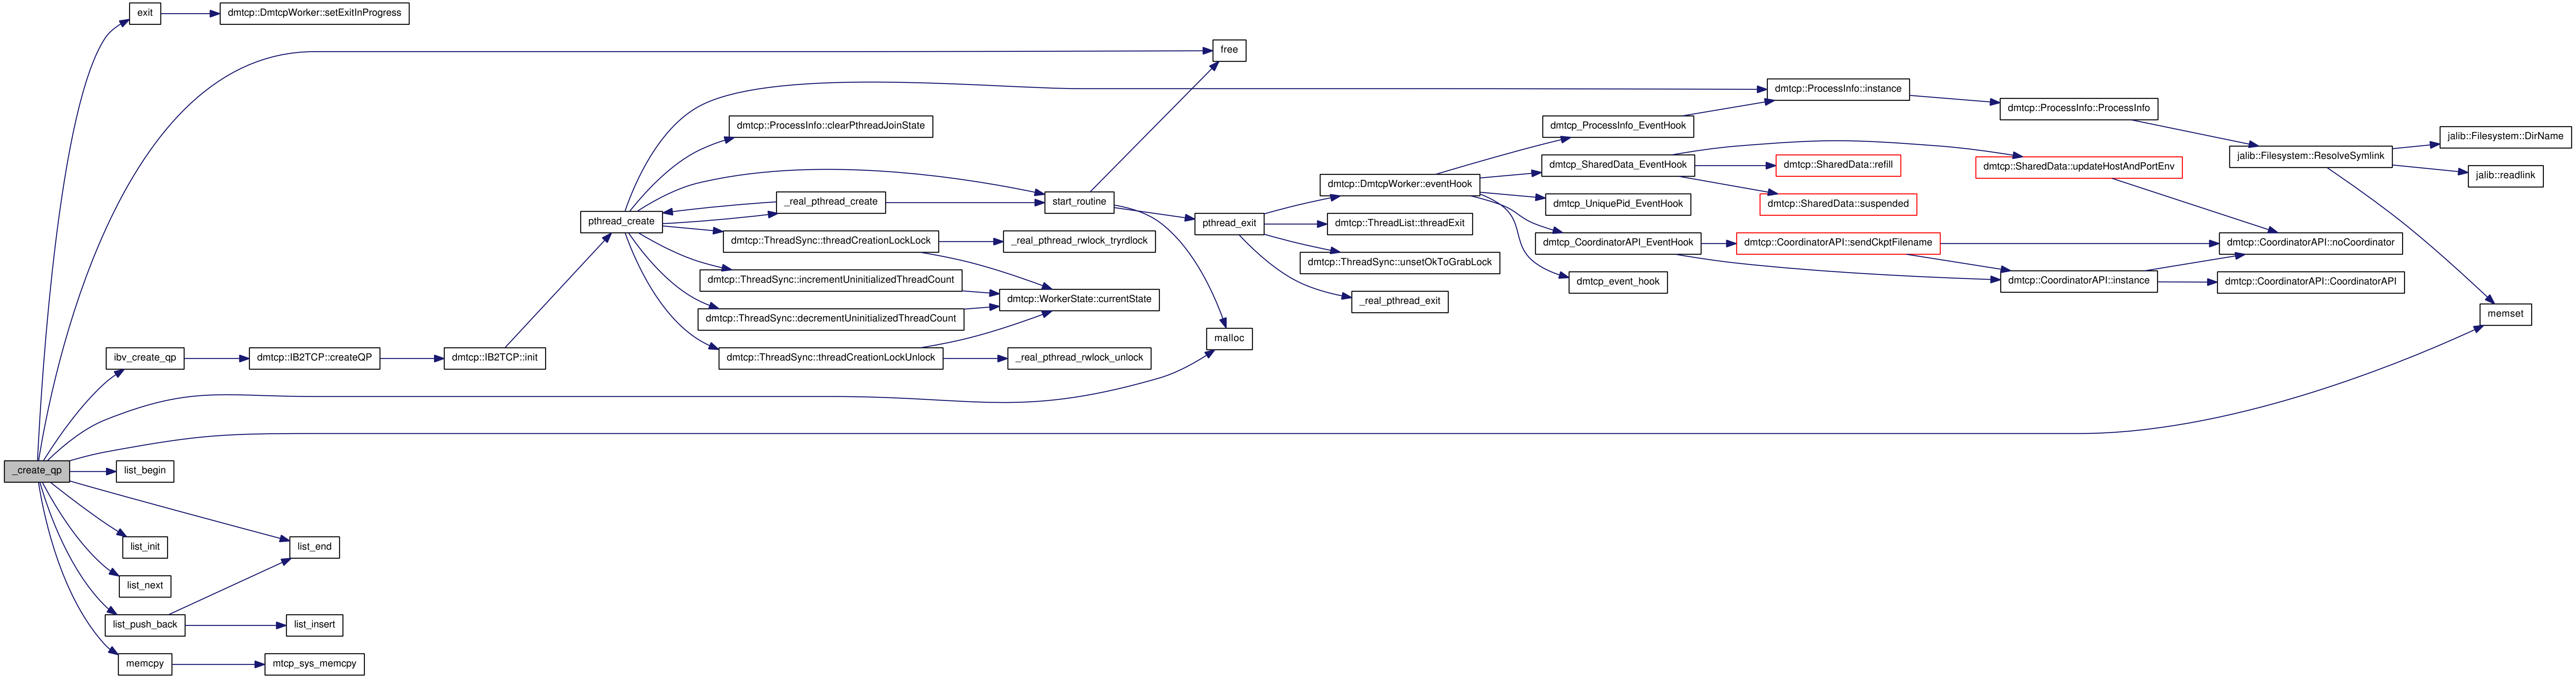 exit
dmtcp::DmtcpWorker::setExitInProgress
free
dmtcp::ProcessInfo::instance
dmtcp::ProcessInfo::ProcessInfo
dmtcp::ProcessInfo::clearPthreadJoinState
dmtcp_ProcessInfo_EventHook
jalib::Filesystem::DirName
jalib::Filesystem::ResolveSymlink
dmtcp_SharedData_EventHook
dmtcp::SharedData::refill
dmtcp::SharedData::updateHostAndPortEnv
jalib::readlink
dmtcp::DmtcpWorker::eventHook
_real_pthread_create
start_routine
dmtcp_UniquePid_EventHook
dmtcp::SharedData::suspended
pthread_create
pthread_exit
dmtcp::ThreadList::threadExit
dmtcp::ThreadSync::threadCreationLockLock
_real_pthread_rwlock_tryrdlock
dmtcp_CoordinatorAPI_EventHook
dmtcp::CoordinatorAPI::sendCkptFilename
dmtcp::CoordinatorAPI::noCoordinator
dmtcp::ThreadSync::unsetOkToGrabLock
dmtcp::ThreadSync::incrementUninitializedThreadCount
dmtcp_event_hook
dmtcp::CoordinatorAPI::instance
dmtcp::CoordinatorAPI::CoordinatorAPI
dmtcp::WorkerState::currentState
_real_pthread_exit
dmtcp::ThreadSync::decrementUninitializedThreadCount
memset
malloc
ibv_create_qp
dmtcp::IB2TCP::createQP
dmtcp::IB2TCP::init
dmtcp::ThreadSync::threadCreationLockUnlock
_real_pthread_rwlock_unlock
_create_qp
list_begin
list_init
list_end
list_next
list_push_back
list_insert
memcpy
mtcp_sys_memcpy